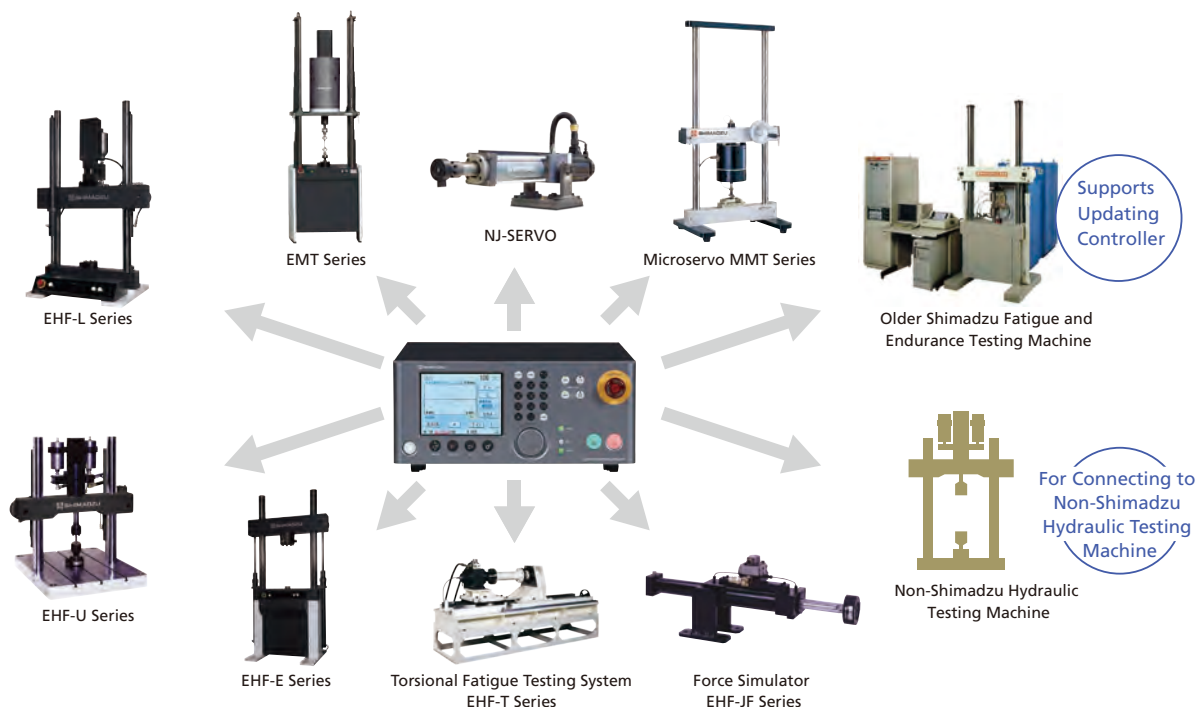 EHF-L Series
EMT Series
NJ-SERVO
SHIMADZU
Microservo MMT Series
Supports
Updating
Controller
Older Shimadzu Fatigue and
Endurance Testing Machine
SHIMADZU
EHF-U Series
EHF-E Series
Torsional Fatigue Testing System
EHF-T Series
Force Simulator
EHF-JF Series
Non-Shimadzu Hydraulic
Testing Machine
For Connecting to
Non-Shimadzu
Hydraulic Testing
Machine